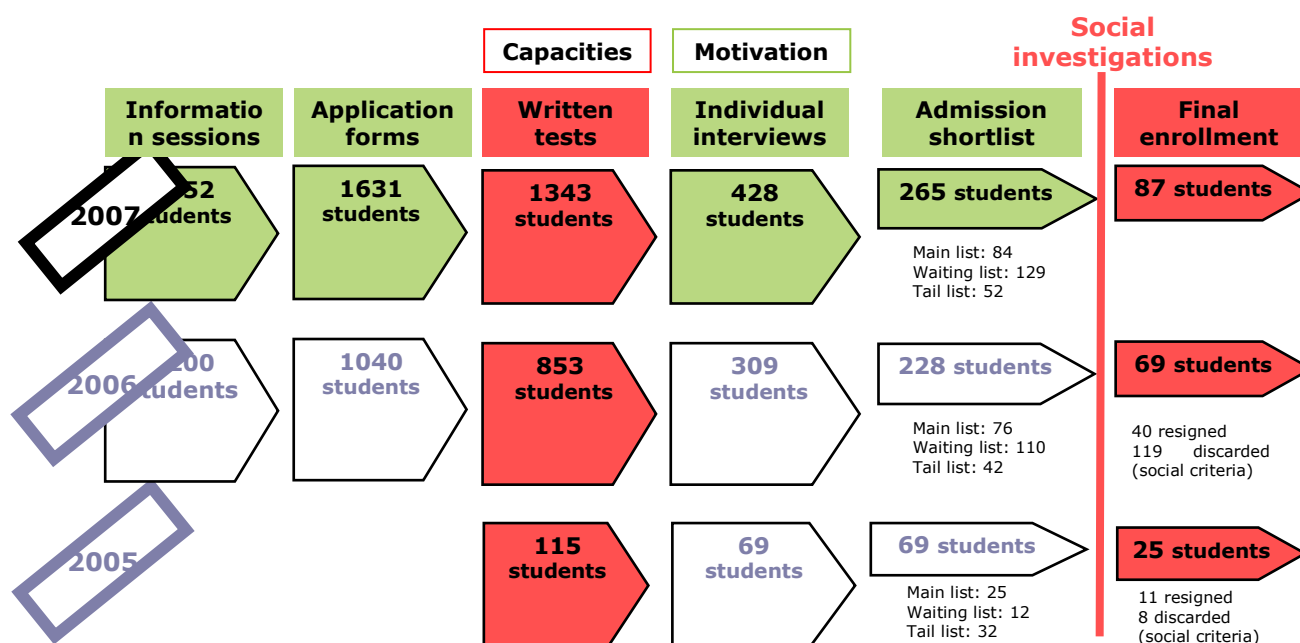 Social
investigations
Capacities
Motivation
Informatio
n sessions
Application
forms
Written
tests
Individual
interviews
Admission
shortlist
Final
enrollment
2007
students
1631
students
1343
students
428
students
265 students
87 students
Main list: 84
Waiting list: 129
Tail list: 52
2006
students
1040
students
853
students
309
students
228 students
69 students
Main list: 76
Waiting list: 110
Tail list: 42
40 resigned
119 discarded
(social criteria)
2005
115
students
69
students
69 students
25 students
Main list: 25
Waiting list: 12
Tail list: 32
11 resigned
8 discarded
(social criteria)